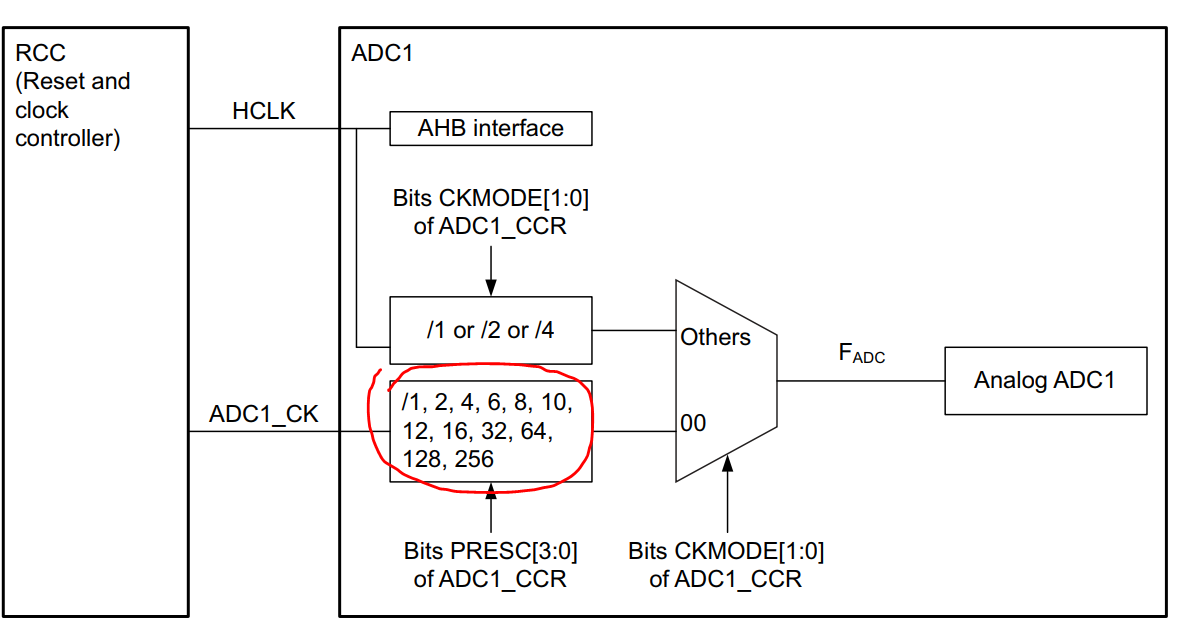 RCC
(Reset and
clock
controller)
HCLK
ADC1
AHB interface
Bits CKMODE[1:0]
of ADC1_CCR
/1 or /2 or /4
Others
FADC
Analog ADC1
ADC1_CK
/1, 2, 4, 6, 8, 10,
12, 16, 32, 64,
128, 256
00
Bits PRESC[3:0]
of ADC1_CCR
Bits CKMODE[1:0]
of ADC1_CCR